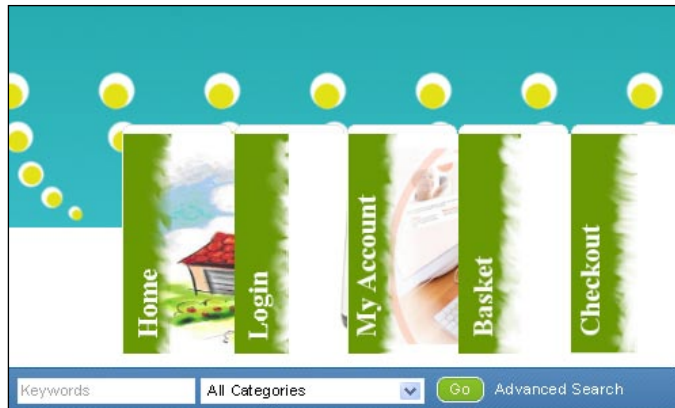 Home
Login
My Account
Basket
Checkout
Keywords All Categories Go Advanced Search